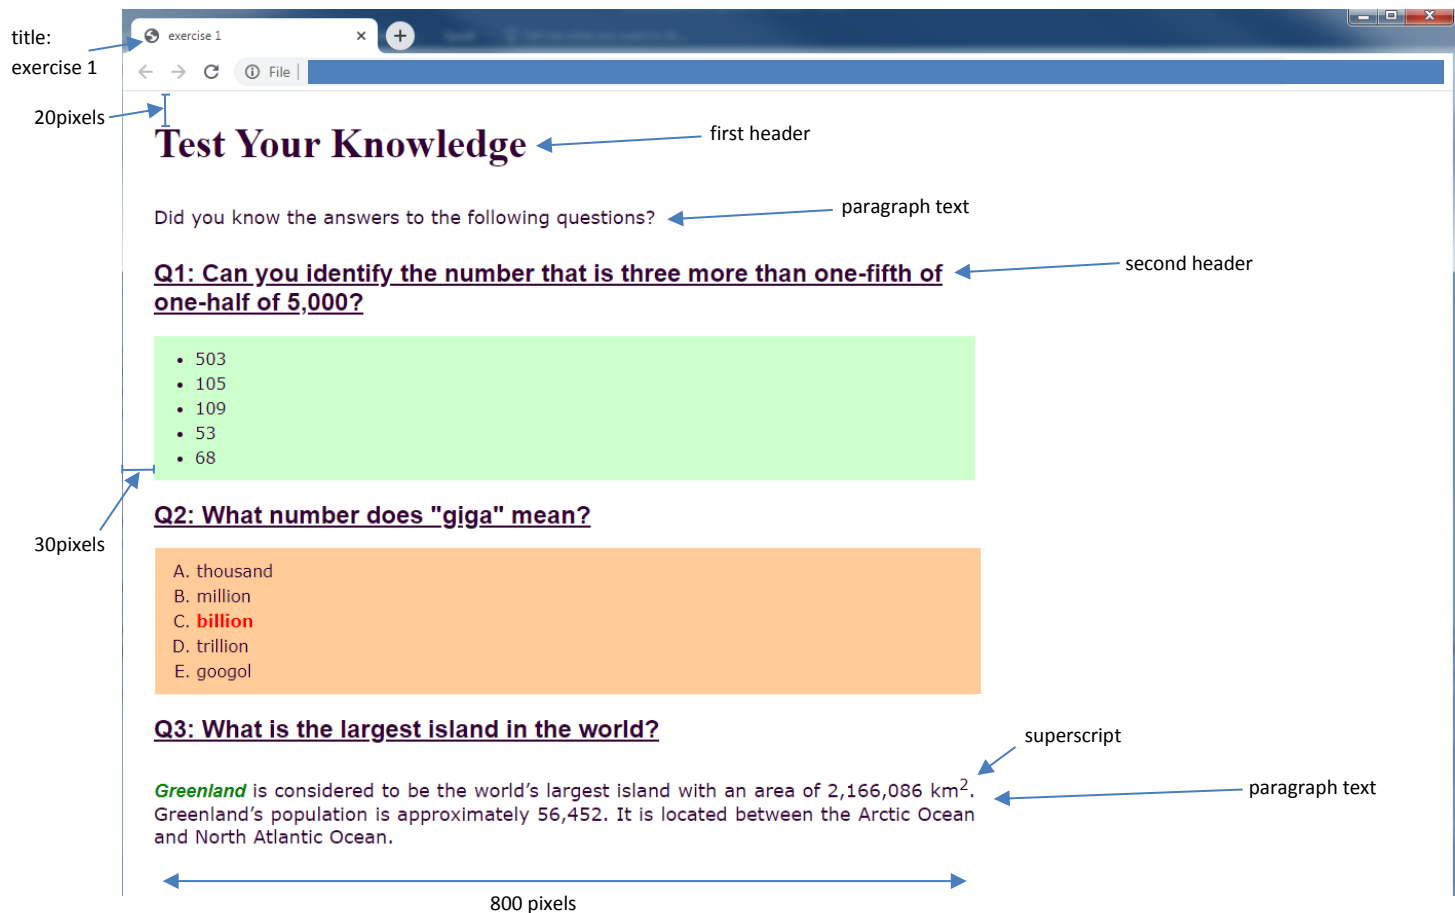 title:
exercise 1
exercise 1
File
20pixels
Test Your Knowledge
first header
Did you know the answers to the following questions?
paragraph text
Q1: Can you identify the number that is three more than one-fifth of
one-half of 5,000?
second header
• 503
• 105
• 109
• 53
• 68
30pixels
Q2: What number does "giga" mean?
A. thousand
B. million
C. billion
D. trillion
E. googol
Q3: What is the largest island in the world?
superscript
Greenland is considered to be the world’s largest island with an area of 2,166,086 km².
Greenland’s population is approximately 56,452. It is located between the Arctic Ocean
and North Atlantic Ocean.
paragraph text
800 pixels